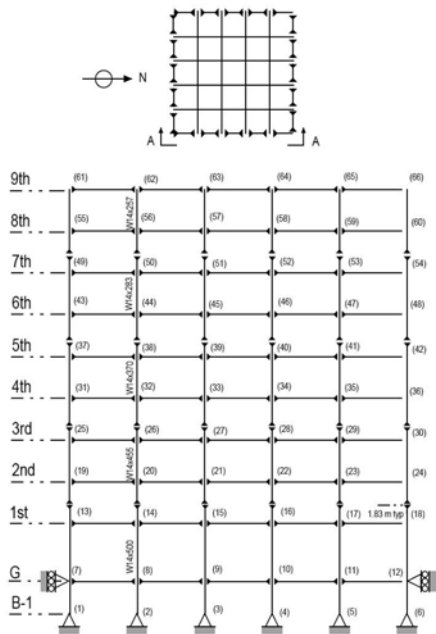 N
A A
9th (61) (62) (63) (64) (65) (66)
W14x257
8th (55) (56) (57) (58) (59) (60)
7th (49) (50) (51) (52) (53) (54)
W14x283
6th (43) (44) (45) (46) (47) (48)
5th (37) (38) (39) (40) (41) (42)
W14x370
4th (31) (32) (33) (34) (35) (36)
3rd (25) (26) (27) (28) (29) (30)
W14x455
2nd (19) (20) (21) (22) (23) (24)
1.83 m typ
1st (13) (14) (15) (16) (17) (18)
W14x500
G (7) (8) (9) (10) (11) (12)
B-1 (1) (2) (3) (4) (5) (6)